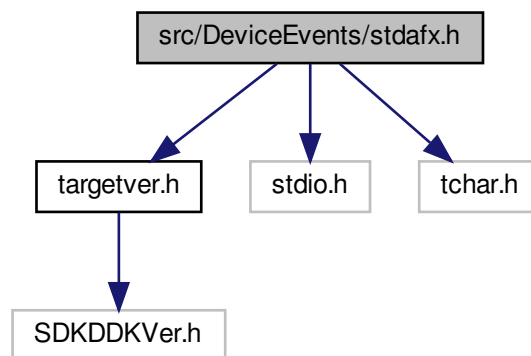 src/DeviceEvents/stdafx.h
targetver.h
stdio.h
tchar.h
SDKDDKVer.h